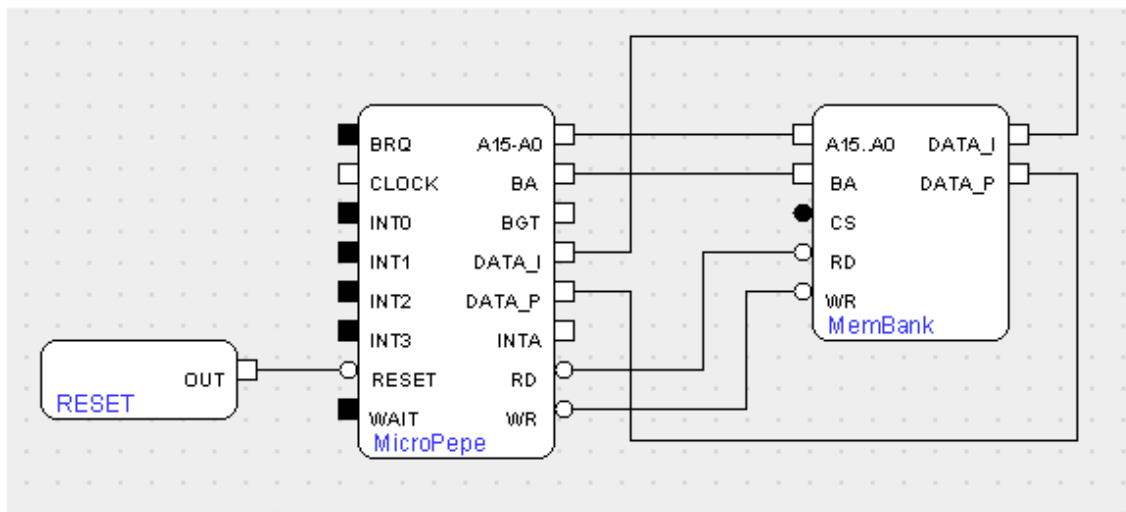 BRQ A15-A0
CLOCK BA
INT0 BGT
INT1 DATA_I
INT2 DATA_P
INT3 INTA
RESET RD
WAIT WR
MicroPepe
A15..A0 DATA_I
BA DATA_P
CS
RD
WR
MemBank
OUT
RESET